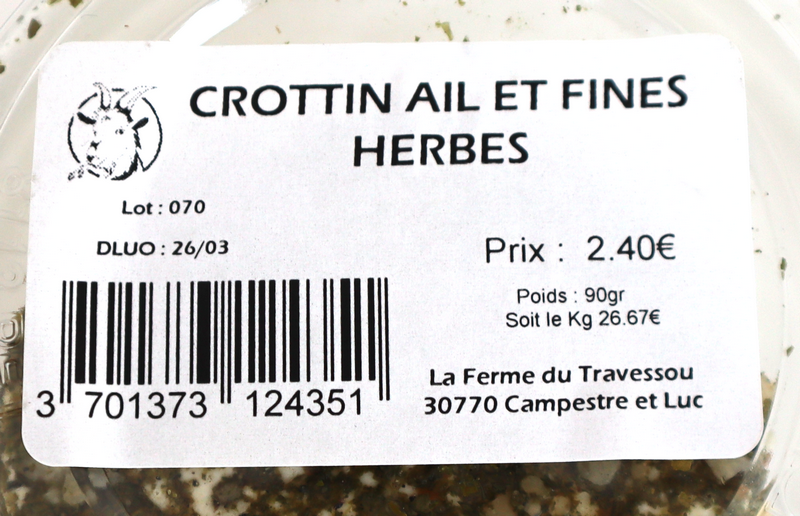 CROTTIN AIL ET FINES
HERBES
Lot : 070
DLUO : 26/03
Prix : 2.40€
Poids : 90gr
Soit le Kg 26.67€
3 701373 124351
La Ferme du Travessou
30770 Campestre et Luc